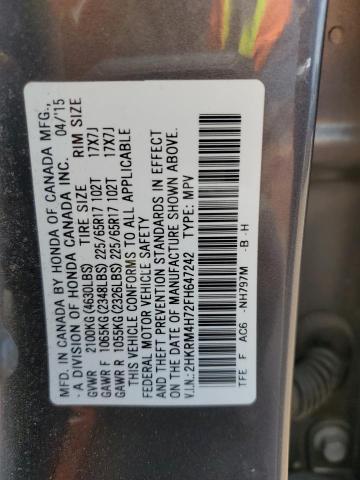 MFD. IN CANADA BY HONDA OF CANADA MFG.,
- A DIVISION OF HONDA CANADA INC. 04/15
TIRE SIZE RIM SIZE
GVWR 2100KG(4630LBS)
GAWR F 1065KG(2348LBS) 225/65R17 102T 17X7J
GAWR R 1055KG(2326LBS) 225/65R17 102T 17X7J
THIS VEHICLE CONFORMS TO ALL APPLICABLE
FEDERAL MOTOR VEHICLE SAFETY
AND THEFT PREVENTION STANDARDS IN EFFECT
ON THE DATE OF MANUFACTURE SHOWN ABOVE.
V.I.N.: 2HKRM4H72FH647242 TYPE: MPV
TFE F AC6 -NH797M -B -H